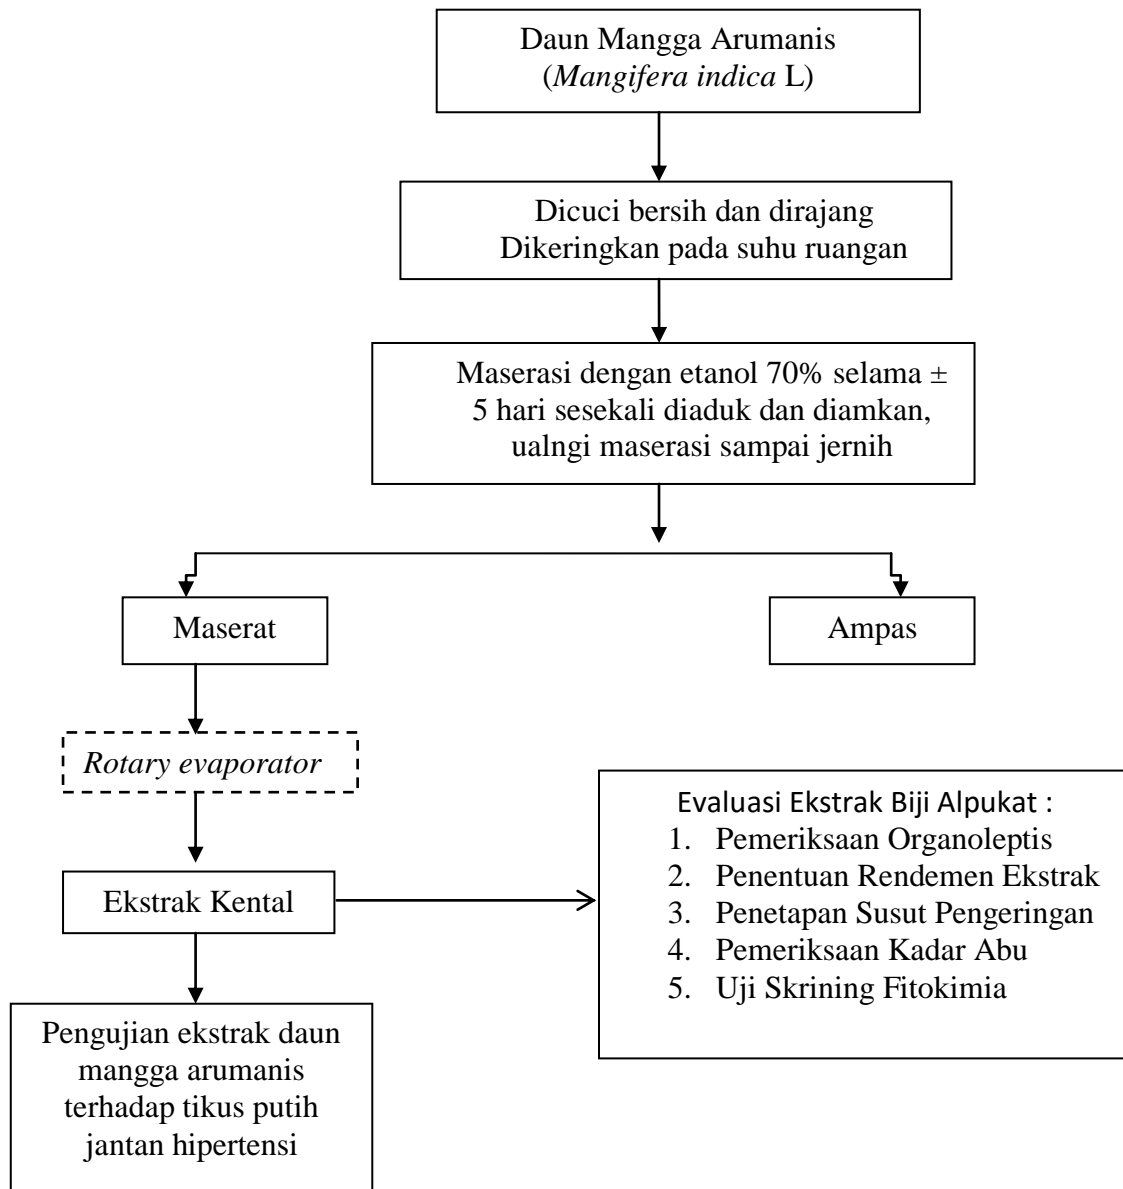 Daun Mangga Arumanis
(Mangifera indica L)
Dicuci bersih dan dirajang
Dikeringkan pada suhu ruangan
Maserasi dengan etanol 70% selama ±
5 hari sesekali diaduk dan diamkan,
ualngi maserasi sampai jernih
Maserat
Ampas
Rotary evaporator
Ekstrak Kental
Evaluasi Ekstrak Biji Alpukat :
1. Pemeriksaan Organoleptis
2. Penentuan Rendemen Ekstrak
3. Penetapan Susut Pengeringan
4. Pemeriksaan Kadar Abu
5. Uji Skrining Fitokimia
Pengujian ekstrak daun
mangga arumanis
terhadap tikus putih
jantan hipertensi